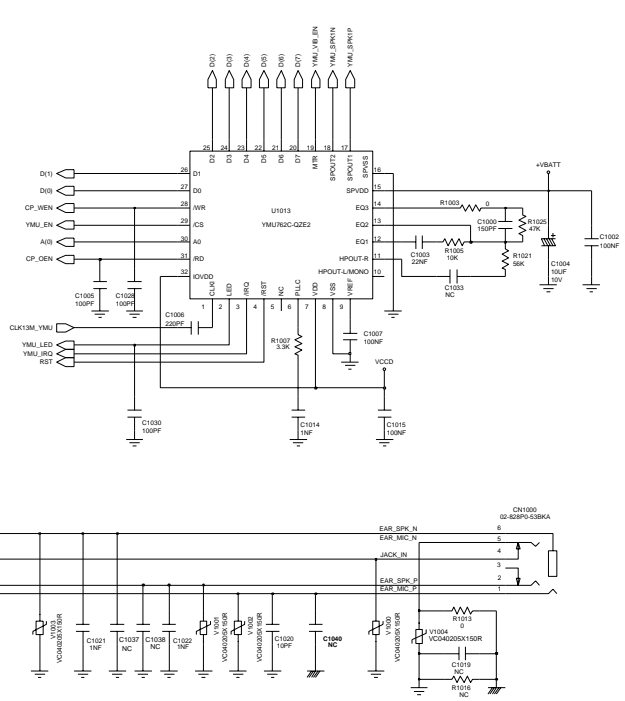 D(2)
D(3)
D(4)
D(5)
D(6)
D(7)
YMU_VIB_EN
YMU_SPK1N
YMU_SPK1P
25
24
23
22
21
20
19
18
17
D2
D3
D4
D5
D6
D7
MTR
SPOUT2
SPOUT1
SPVSS
16
D(1)
26
D1
SPVDD
15
+VBATT
D(0)
27
D0
CP_WEN
28
/WR
U1013
EQ3
14
R1003
0
YMU_EN
29
/CS
YMU762C-QZE2
EQ2
13
C1000
150PF
R1025
47K
A(0)
30
A0
EQ1
12
C1003
22NF
R1005
10K
C1002
100NF
CP_OEN
31
/RD
HPOUT-R
11
R1021
56K
C1004
10UF
10V
32
IOVDD
HPOUT-L/MONO
10
C1033
NC
CLKI
LED
/IRQ
/RST
NC
PLLC
VDD
VSS
VREF
C1005
100PF
C1028
100PF
1
2
3
4
5
6
7
8
9
CLK13M_YMU
C1006
220PF
C1007
100NF
YMU_LED
YMU_IRQ
RST
R1007
3.3K
VCCD
C1030
100PF
C1014
1NF
C1015
100NF
CN1000
02-828P0-53BKA
EAR_SPK_N
6
EAR_MIC_N
5
JACK_IN
4
3
EAR_SPK_P
2
EAR_MIC_P
1
V1003
VC040205X150R
C1021
1NF
C1037
NC
C1038
NC
C1022
1NF
V1001
VC040205X150R
V1002
VC040205X150R
C1020
10PF
C1040
NC
V1000
VC040205X150R
R1013
0
V1004
VC040205X150R
C1019
NC
R1016
NC